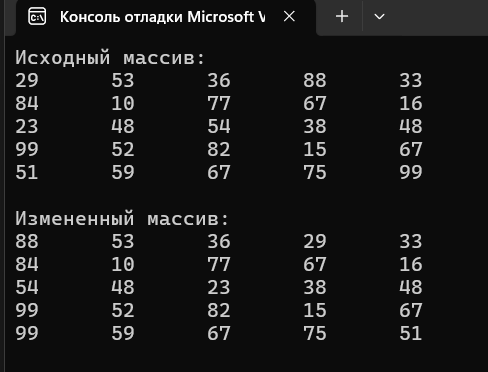 Консоль отладки Microsoft V
Исходный массив:
29 53 36 88 33
84 10 77 67 16
23 48 54 38 48
99 52 82 15 67
51 59 67 75 99
Измененный массив:
88 53 36 29 33
84 10 77 67 16
54 48 23 38 48
99 52 82 15 67
99 59 67 75 51